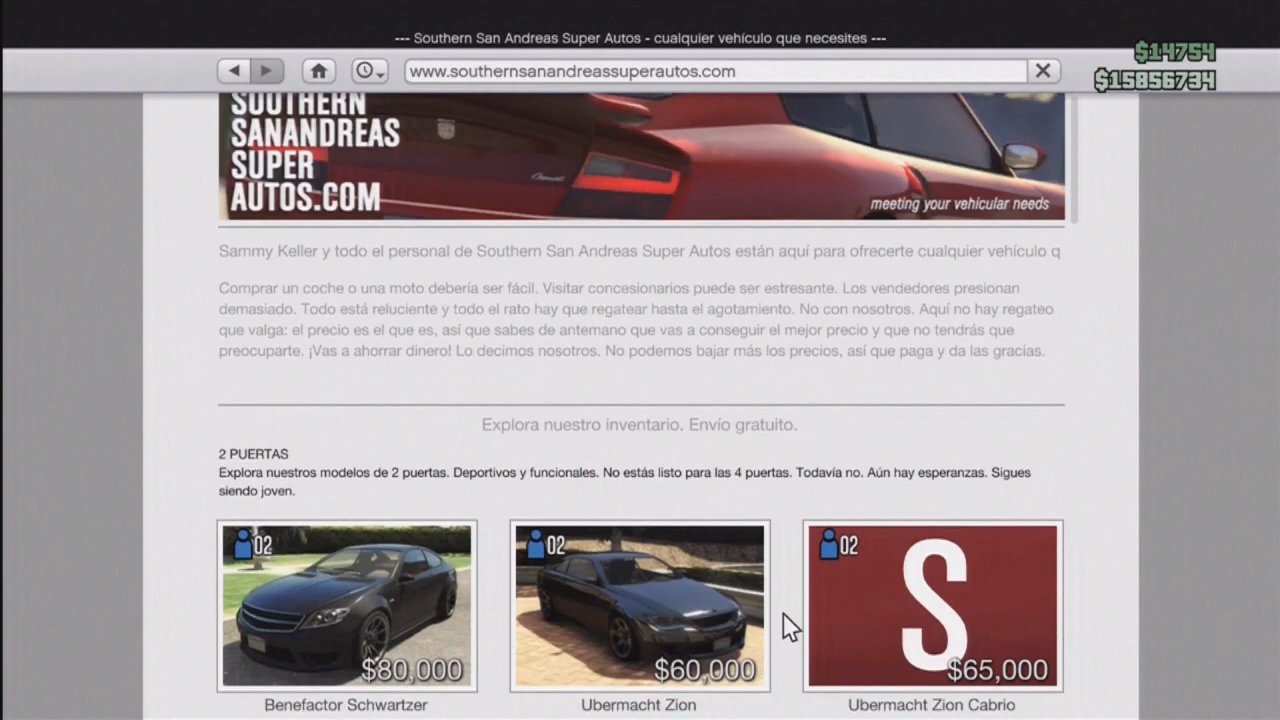 --- Southern San Andreas Super Autos - cualquier vehículo que necesites ---
$14754
www.southernsanandreassuperautos.com
$15856734
SOUTHERN
SANANDREAS
SUPER
AUTOS.COM
meeting your vehicular needs
Sammy Keller y todo el personal de Southern San Andreas Super Autos están aquí para ofrecerte cualquier vehículo q
Comprar un coche o una moto debería ser fácil. Visitar concesionarios puede ser estresante. Los vendedores presionan
demasiado. Todo está reluciente y todo el rato hay que regatear hasta el agotamiento. No con nosotros. Aquí no hay regateo
que valga: el precio es el que es, así que sabes de antemano que vas a conseguir el mejor precio y que no tendrás que
preocuparte. ¡Vas a ahorrar dinero! Lo decimos nosotros. No podemos bajar más los precios, así que paga y da las gracias.
Explora nuestro inventario. Envío gratuito.
2 PUERTAS
Explora nuestros modelos de 2 puertas. Deportivos y funcionales. No estás listo para las 4 puertas. Todavía no. Aún hay esperanzas. Sigues
siendo joven.
02
$80,000
Benefactor Schwartzer
02
$60,000
Ubermacht Zion
02
S
$65,000
Ubermacht Zion Cabrio